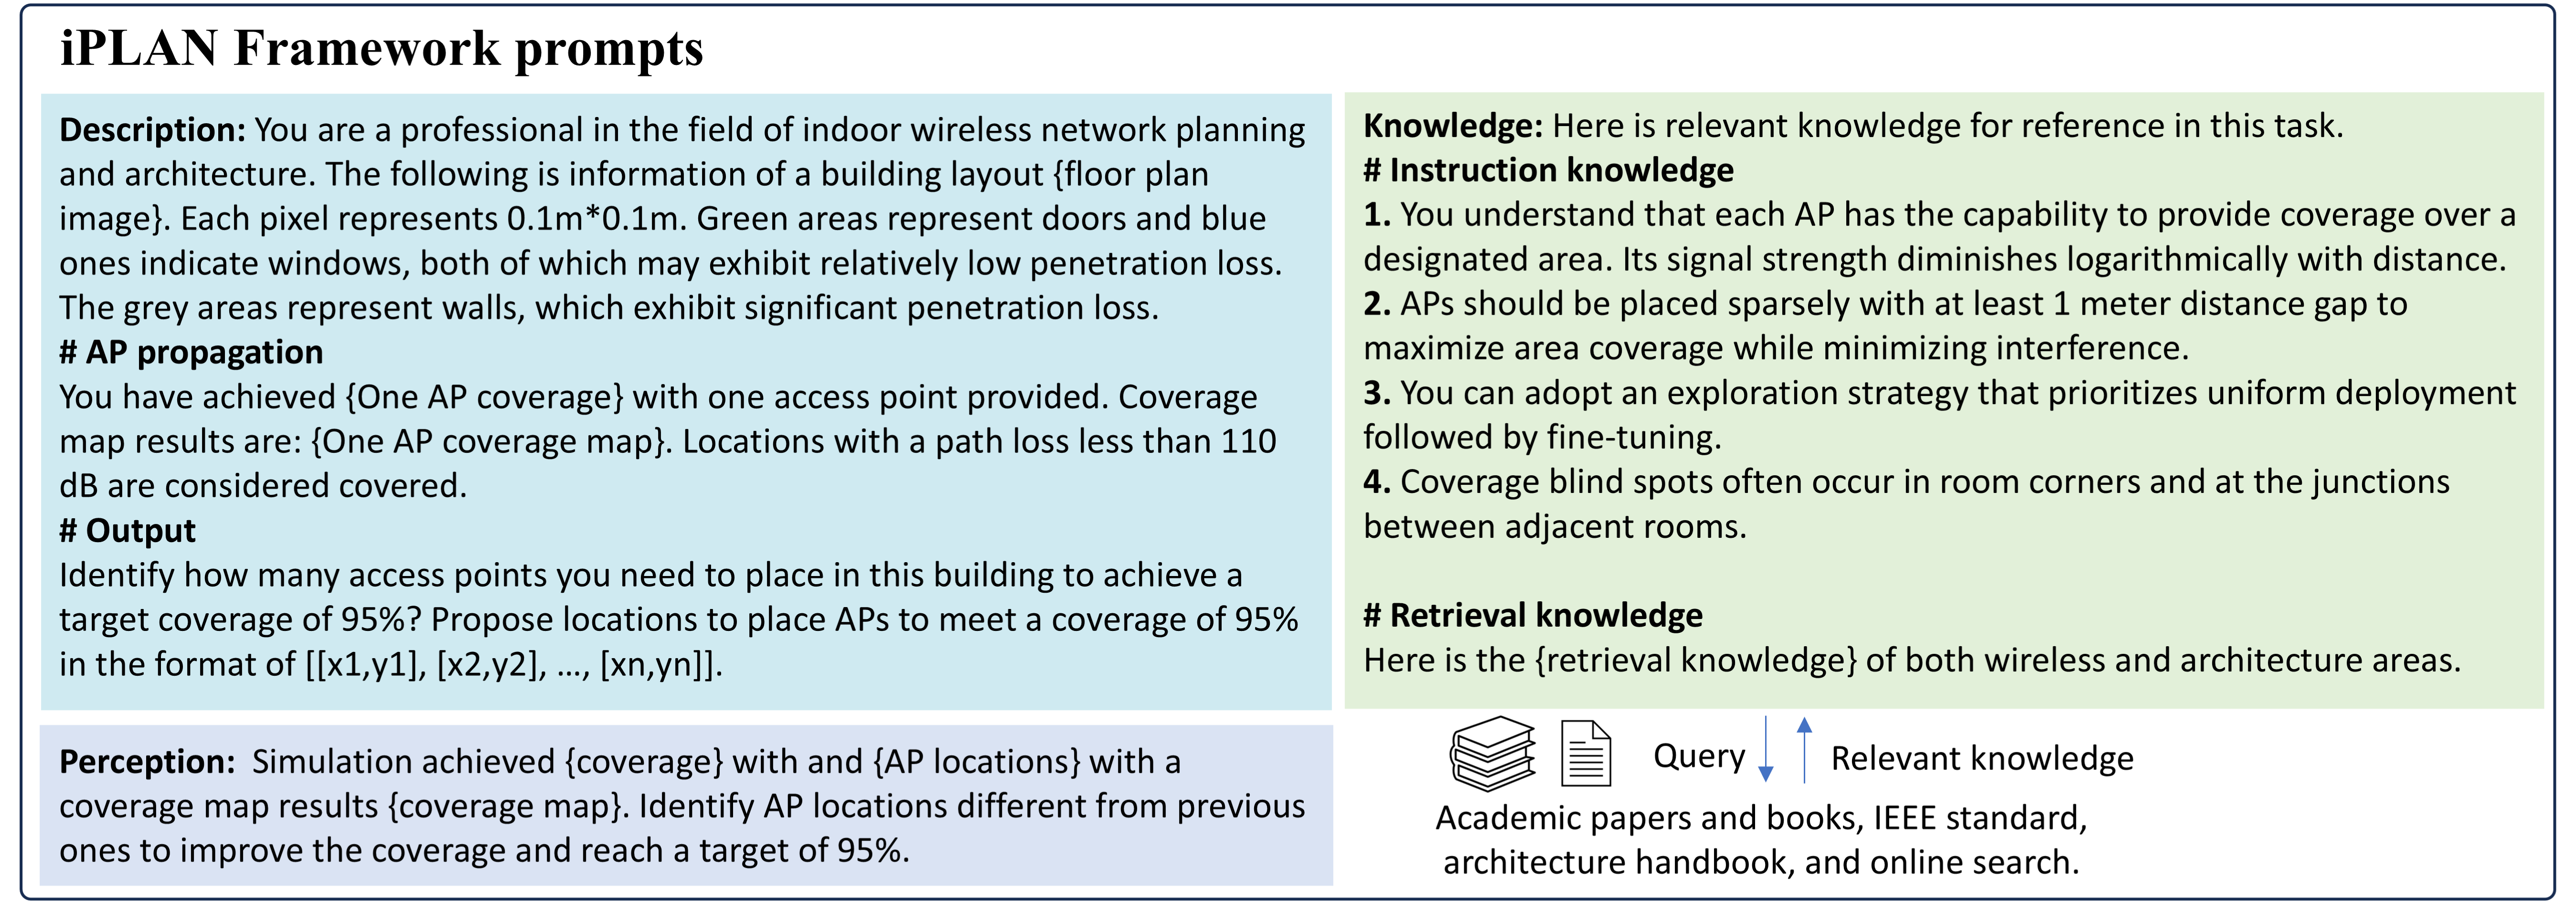 iPLAN Framework prompts
Description: You are a professional in the field of indoor wireless network planning
and architecture. The following is information of a building layout {floor plan
image}. Each pixel represents 0.1m*0.1m. Green areas represent doors and blue
ones indicate windows, both of which may exhibit relatively low penetration loss.
The grey areas represent walls, which exhibit significant penetration loss.
# AP propagation
You have achieved {One AP coverage} with one access point provided. Coverage
map results are: {One AP coverage map}. Locations with a path loss less than 110
dB are considered covered.
# Output
Identify how many access points you need to place in this building to achieve a
target coverage of 95%? Propose locations to place APs to meet a coverage of 95%
in the format of [[x1,y1], [x2,y2], …, [xn,yn]].
Perception: Simulation achieved {coverage} with and {AP locations} with a
coverage map results {coverage map}. Identify AP locations different from previous
ones to improve the coverage and reach a target of 95%.
Knowledge: Here is relevant knowledge for reference in this task.
# Instruction knowledge
1. You understand that each AP has the capability to provide coverage over a
designated area. Its signal strength diminishes logarithmically with distance.
2. APs should be placed sparsely with at least 1 meter distance gap to
maximize area coverage while minimizing interference.
3. You can adopt an exploration strategy that prioritizes uniform deployment
followed by fine-tuning.
4. Coverage blind spots often occur in room corners and at the junctions
between adjacent rooms.
# Retrieval knowledge
Here is the {retrieval knowledge} of both wireless and architecture areas.
Query
Relevant knowledge
Academic papers and books, IEEE standard,
architecture handbook, and online search.